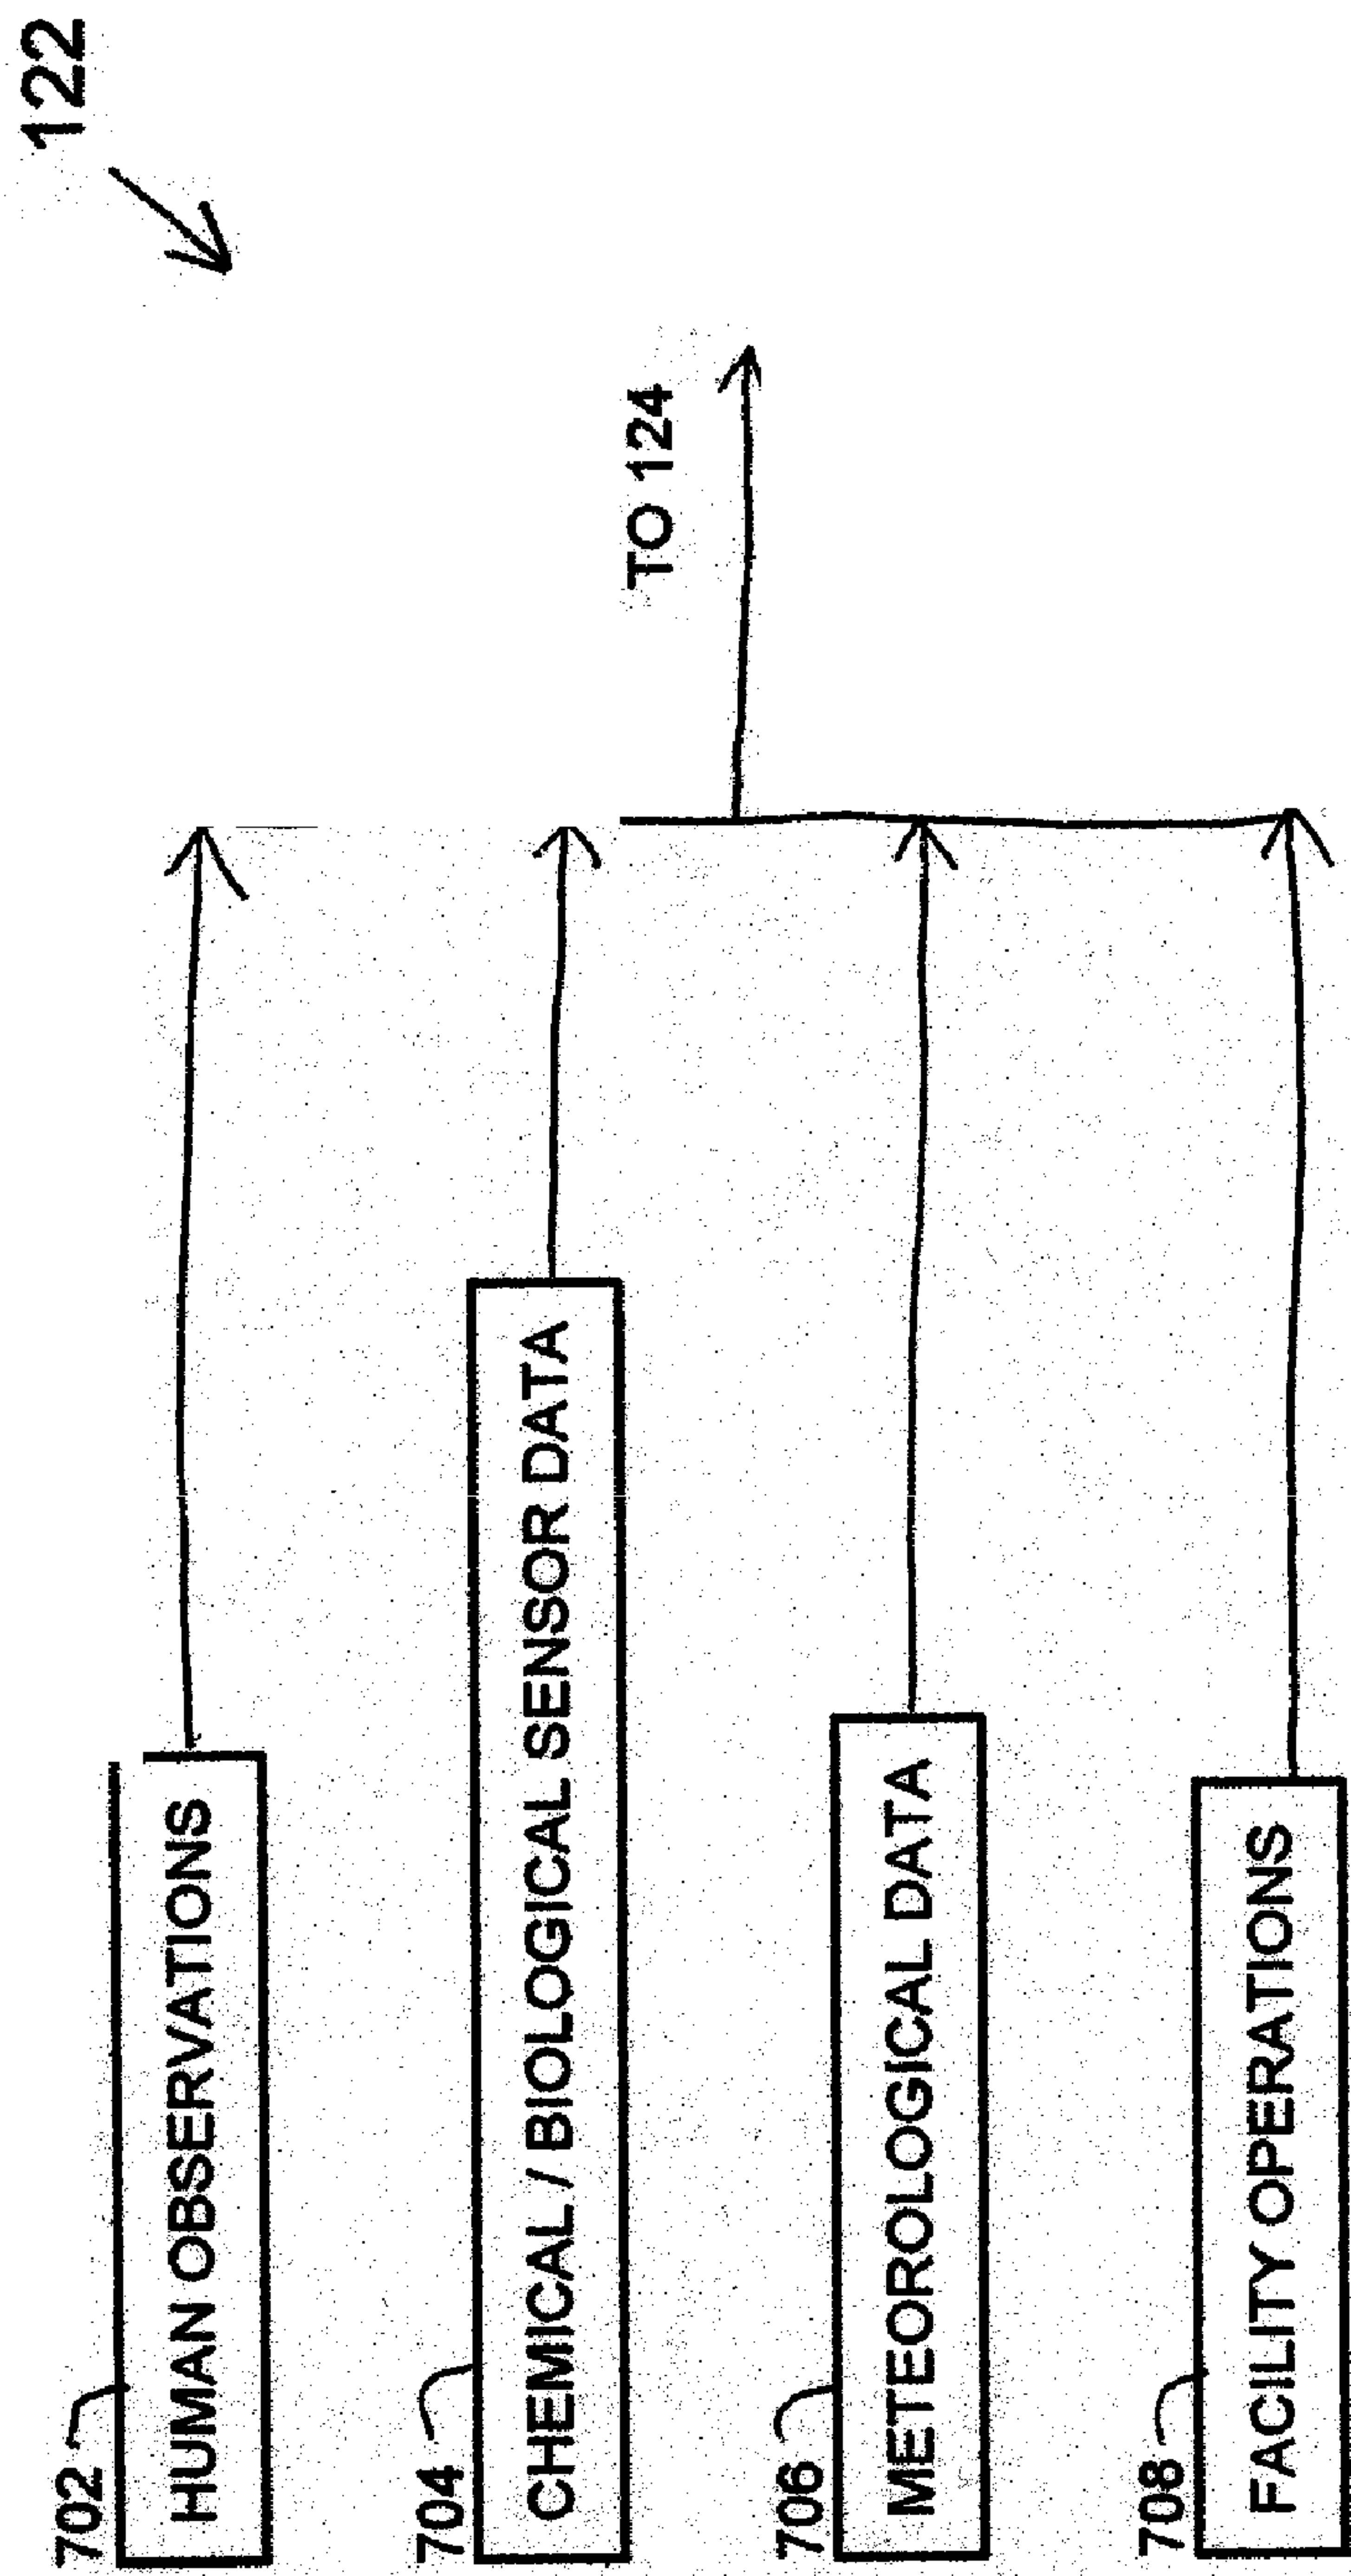 122
702
HUMAN OBSERVATIONS
704
CHEMICAL / BIOLOGICAL SENSOR DATA
TO 124
706
METEOROLOGICAL DATA
708
FACILITY OPERATIONS